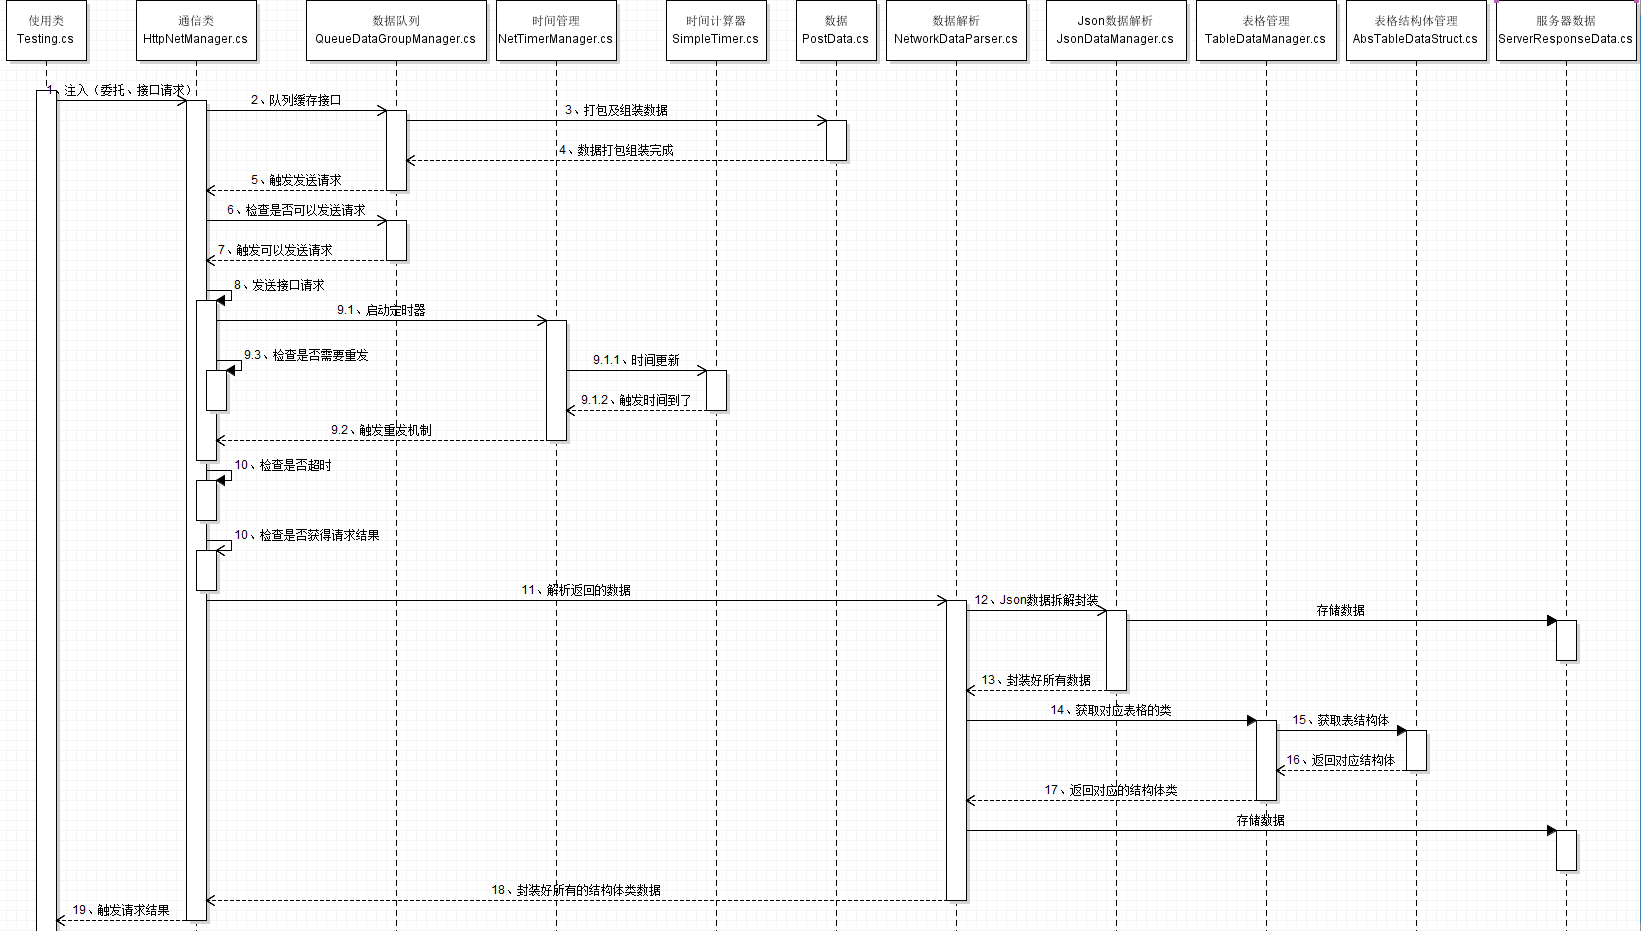 使用类
Testing.cs
通信类
HttpNetManager.cs
数据队列
QueueDataGroupManager.cs
时间管理
NetTimerManager.cs
时间计算器
SimpleTimer.cs
数据
PostData.cs
数据解析
NetworkDataParser.cs
Json数据解析
JsonDataManager.cs
表格管理
TableDataManager.cs
表格结构体管理
AbsTableDataStruct.cs
服务器数据
ServerResponseData.cs
1、注入（委托、接口请求）
2、队列缓存接口
3、打包及组装数据
4、数据打包组装完成
5、触发发送请求
6、检查是否可以发送请求
7、触发可以发送请求
8、发送接口请求
9.1、启动定时器
9.3、检查是否需要重发
9.1.1、时间更新
9.1.2、触发时间到了
9.2、触发重发机制
10、检查是否超时
10、检查是否获得请求结果
11、解析返回的数据
12、Json数据拆解封装
存储数据
13、封装好所有数据
14、获取对应表格的类
15、获取表结构体
16、返回对应结构体
17、返回对应的结构体类
存储数据
18、封装好所有的结构体类数据
19、触发请求结果